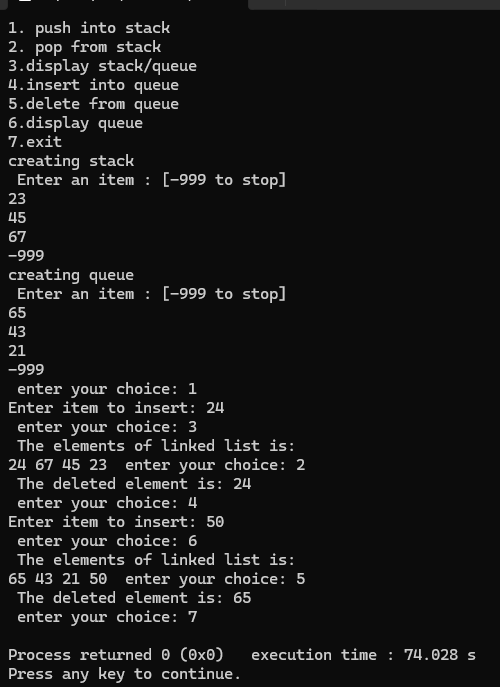 1. push into stack
2. pop from stack
3.display stack/queue
4.insert into queue
5.delete from queue
6.display queue
7.exit
creating stack
 Enter an item : [-999 to stop]
23
45
67
-999
creating queue
 Enter an item : [-999 to stop]
65
43
21
-999
 enter your choice: 1
Enter item to insert: 24
 enter your choice: 3
 The elements of linked list is:
24 67 45 23  enter your choice: 2
 The deleted element is: 24
 enter your choice: 4
Enter item to insert: 50
 enter your choice: 6
 The elements of linked list is:
65 43 21 50  enter your choice: 5
 The deleted element is: 65
 enter your choice: 7

Process returned 0 (0x0)   execution time : 74.028 s
Press any key to continue.